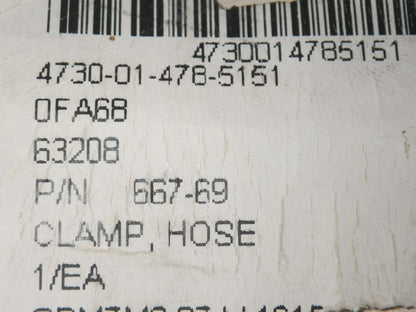 4730014785151
4730-01-478-5151
0FA68
63208
P/N 667-69
CLAMP, HOSE
1/EA